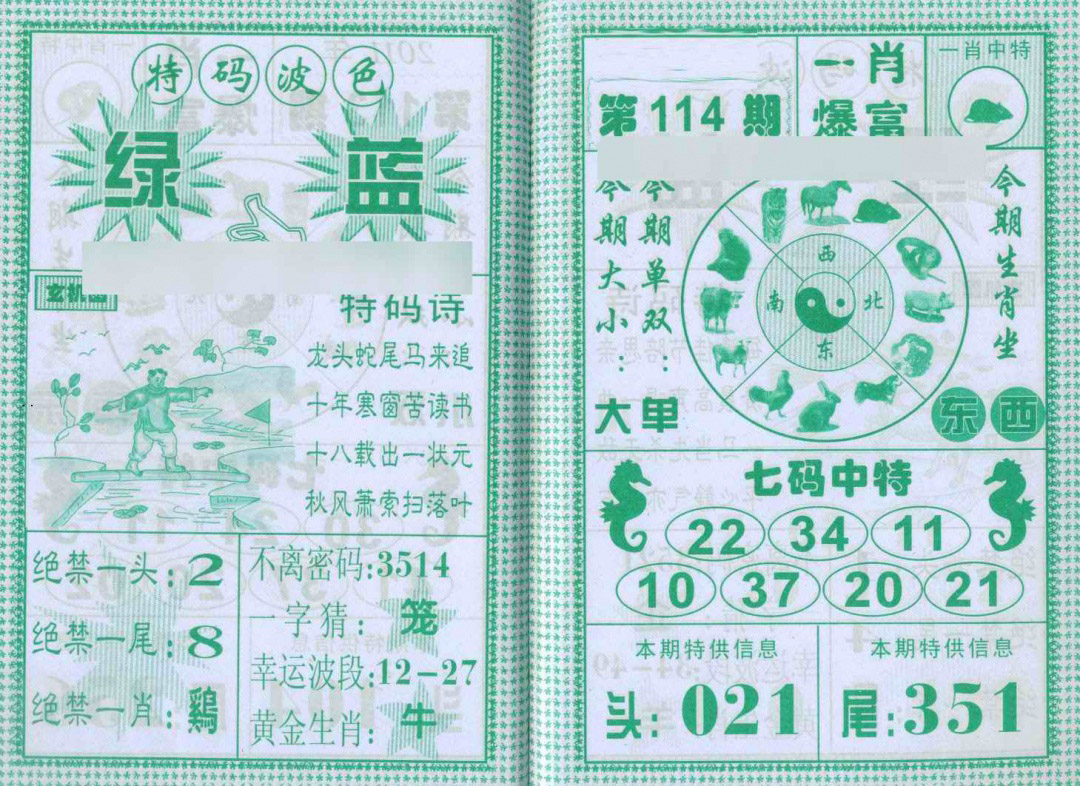 特码波色
绿 蓝
玄机图
特码诗
龙头蛇尾马来追
十年寒窗苦读书
十八载出一状元
秋风萧索扫落叶
绝禁一头:2
绝禁一尾:8
绝禁一肖:鷄
不离密码:3514
一字猜:笼
幸运波段:12-27
黄金生肖:牛
第114期
一肖
爆富
一肖中特
今期大小:
大
今期单双:
单
西
南 北
东
今期生肖坐
东西
七码中特
22 34 11
10 37 20 21
本期特供信息
头:021
本期特供信息
尾:351